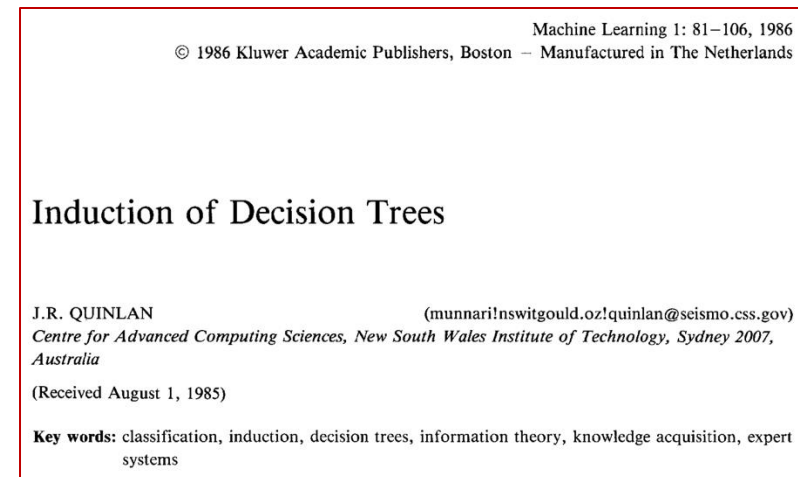 Machine Learning 1: 81–106, 1986
© 1986 Kluwer Academic Publishers, Boston – Manufactured in The Netherlands
Induction of Decision Trees
J.R. QUINLAN (munnari!nswitgould.oz!quinlan@seismo.css.gov)
Centre for Advanced Computing Sciences, New South Wales Institute of Technology, Sydney 2007,
Australia
(Received August 1, 1985)
Key words: classification, induction, decision trees, information theory, knowledge acquisition, expert
systems